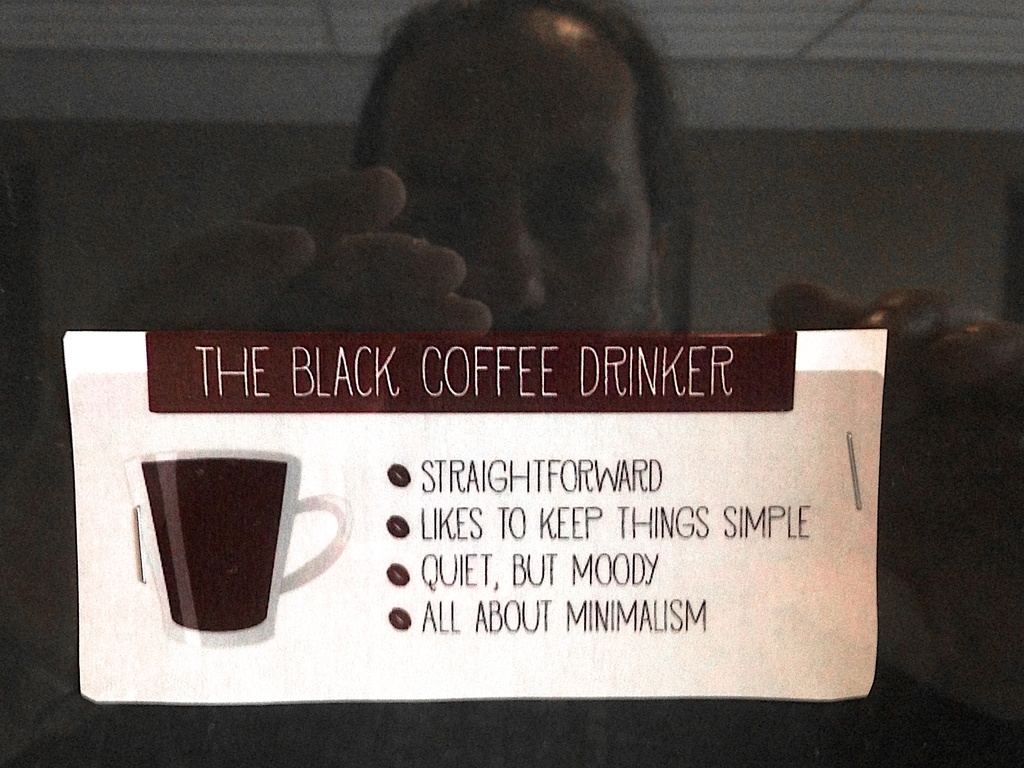 THE BLACK COFFEE DRINKER
STRAIGHTFORWARD
LIKES TO KEEP THINGS SIMPLE
QUIET, BUT MOODY
ALL ABOUT MINIMALISM